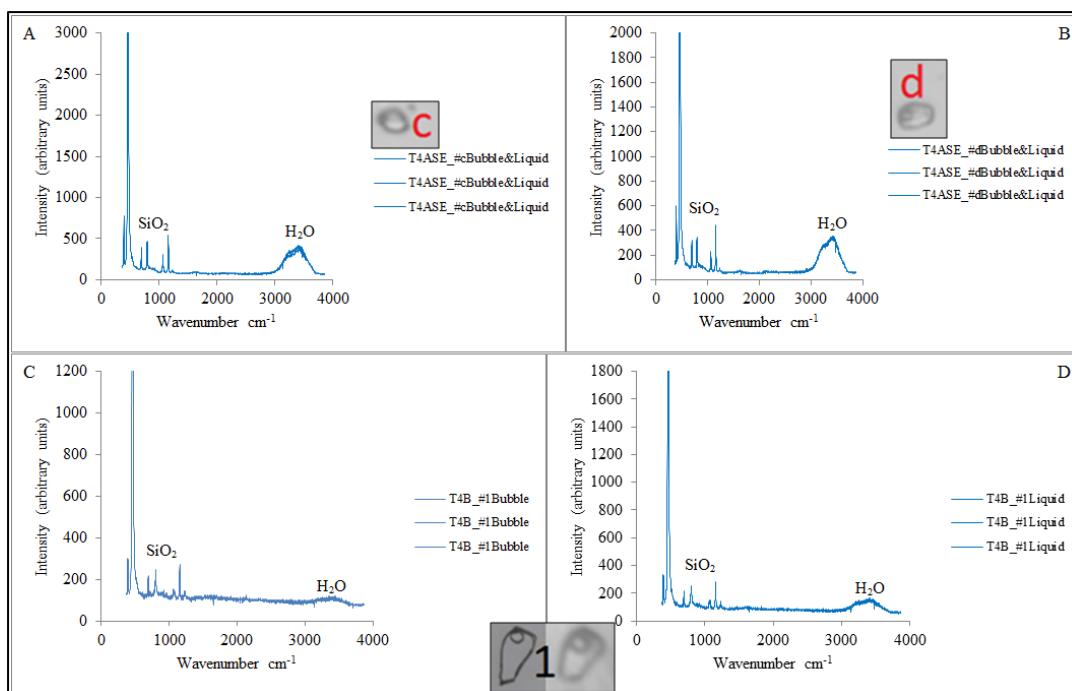 A
3000
2500
2000
1500
1000
500
0
0 1000 2000 3000 4000
Intensity (arbitrary units)
Wavenumber cm-1
SiO2
H2O
c
T4ASE_#cBubble&Liquid
T4ASE_#cBubble&Liquid
T4ASE_#cBubble&Liquid
B
2000
1800
1600
1400
1200
1000
800
600
400
200
0
0 1000 2000 3000 4000
Intensity (arbitrary units)
Wavenumber cm-1
SiO2
H2O
d
T4ASE_#dBubble&Liquid
T4ASE_#dBubble&Liquid
T4ASE_#dBubble&Liquid
C
1200
1000
800
600
400
200
0
0 1000 2000 3000 4000
Intensity (arbitrary units)
Wavenumber cm-1
SiO2
H2O
T4B_#1Bubble
T4B_#1Bubble
T4B_#1Bubble
1
D
1800
1600
1400
1200
1000
800
600
400
200
0
0 1000 2000 3000 4000
Intensity (arbitrary units)
Wavenumber cm-1
SiO2
H2O
T4B_#1Liquid
T4B_#1Liquid
T4B_#1Liquid